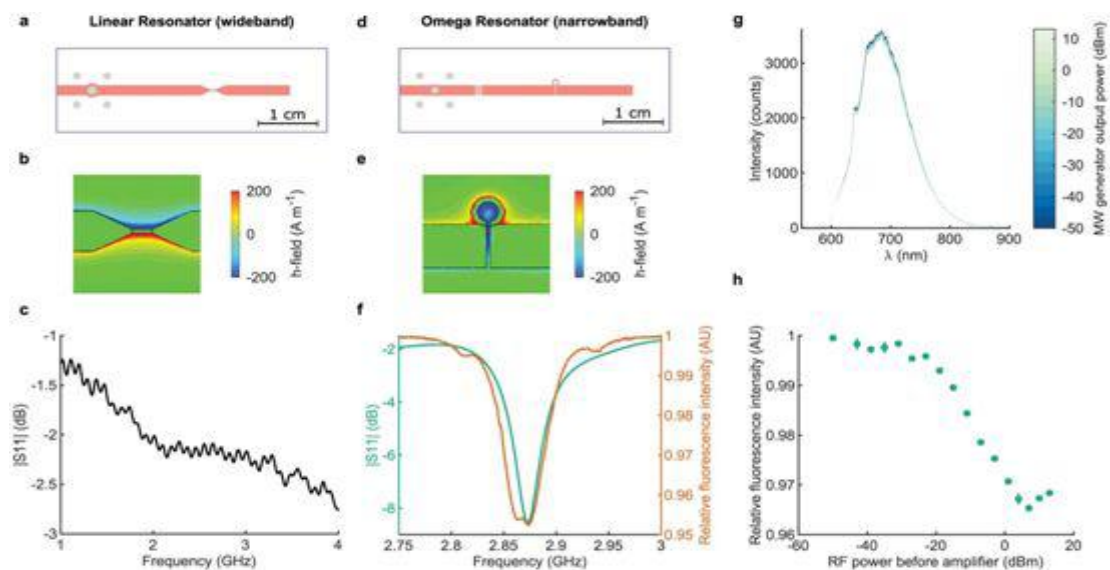 a Linear Resonator (wideband)
1 cm
b
200
0
-200
h-field (A m⁻¹)
c
-1
-1.5
-2
-2.5
-3
|S11| (dB)
1 2 3 4
Frequency (GHz)
d Omega Resonator (narrowband)
1 cm
e
200
0
-200
h-field (A m⁻¹)
f
-2
-4
-6
-8
|S11| (dB)
1
0.99
0.98
0.97
0.96
0.95
Relative fluorescence intensity (AU)
2.75 2.8 2.85 2.9 2.95 3
Frequency (GHz)
g
3000
2000
1000
0
Intensity (counts)
600 700 800 900
λ (nm)
10
0
-10
-20
-30
-40
-50
MW generator output power (dBm)
h
1
0.99
0.98
0.97
0.96
Relative fluorescence intensity (AU)
-60 -40 -20 0 20
RF power before amplifier (dBm)